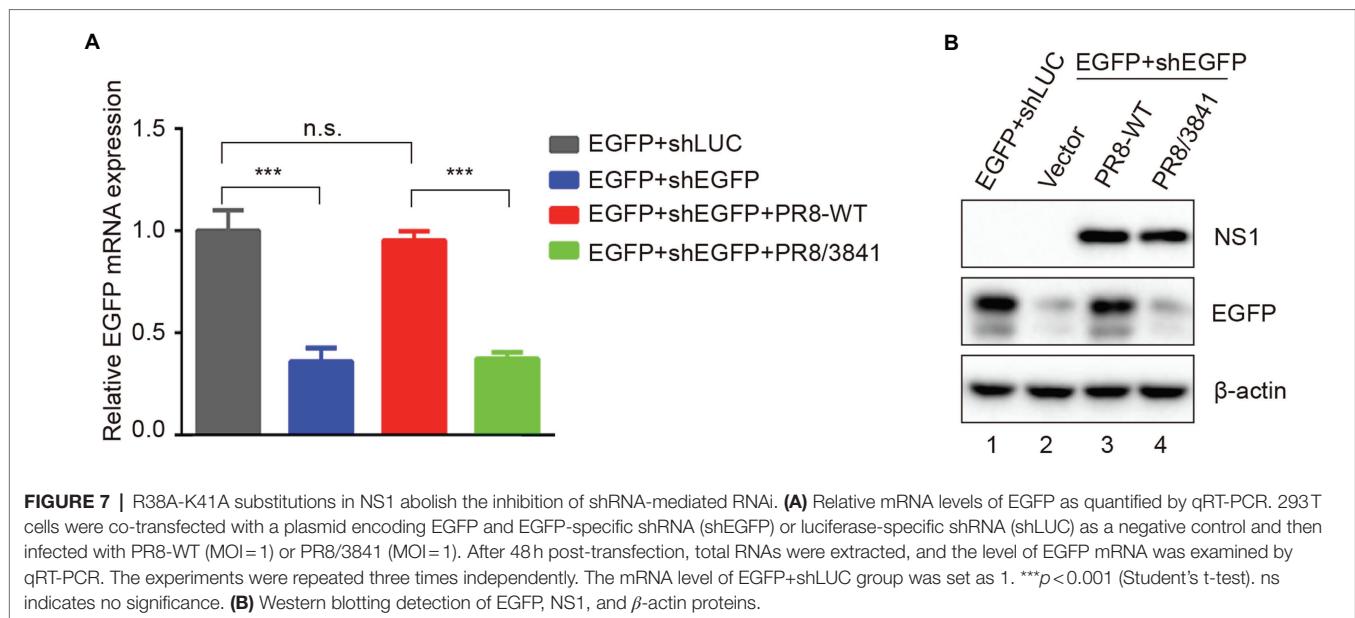 A
Relative EGFP mRNA expression
1.5
1.0
0.5
0.0
n.s.
***
***
EGFP+shLUC
EGFP+shEGFP
EGFP+shEGFP+PR8-WT
EGFP+shEGFP+PR8/3841
B
EGFP+shEGFP
EGFP+shLUC
Vector
PR8-WT
PR8/3841
NS1
EGFP
β-actin
1 2 3 4
FIGURE 7 | R38A-K41A substitutions in NS1 abolish the inhibition of shRNA-mediated RNAi. (A) Relative mRNA levels of EGFP as quantified by qRT-PCR. 293 T
cells were co-transfected with a plasmid encoding EGFP and EGFP-specific shRNA (shEGFP) or luciferase-specific shRNA (shLUC) as a negative control and then
infected with PR8-WT (MOI = 1) or PR8/3841 (MOI = 1). After 48 h post-transfection, total RNAs were extracted, and the level of EGFP mRNA was examined by
qRT-PCR. The experiments were repeated three times independently. The mRNA level of EGFP+shLUC group was set as 1. ***p < 0.001 (Student's t-test). ns
indicates no significance. (B) Western blotting detection of EGFP, NS1, and β-actin proteins.